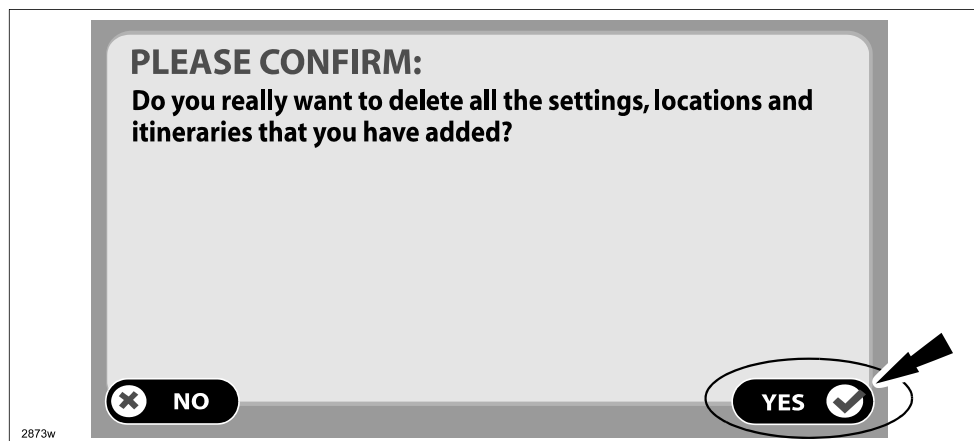 PLEASE CONFIRM:
Do you really want to delete all the settings, locations and
itineraries that you have added?
NO
YES
2873w